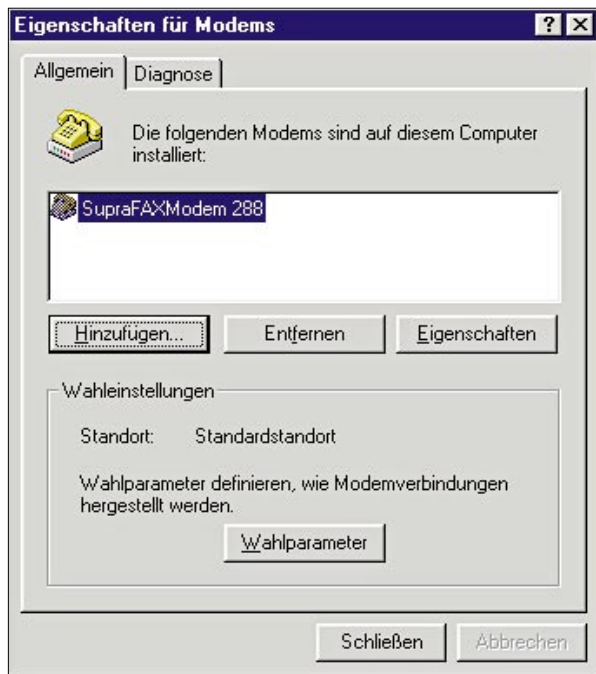 Eigenschaften für Modems
Allgemein
Diagnose
Die folgenden Modems sind auf diesem Computer
installiert:
SupraFAXModem 288
Hinzufügen...
Entfernen
Eigenschaften
Wahleinstellungen
Standort: Standardstandort
Wahlparameter definieren, wie Modemverbindungen
hergestellt werden.
Wahlparameter
Schließen
Abbrechen